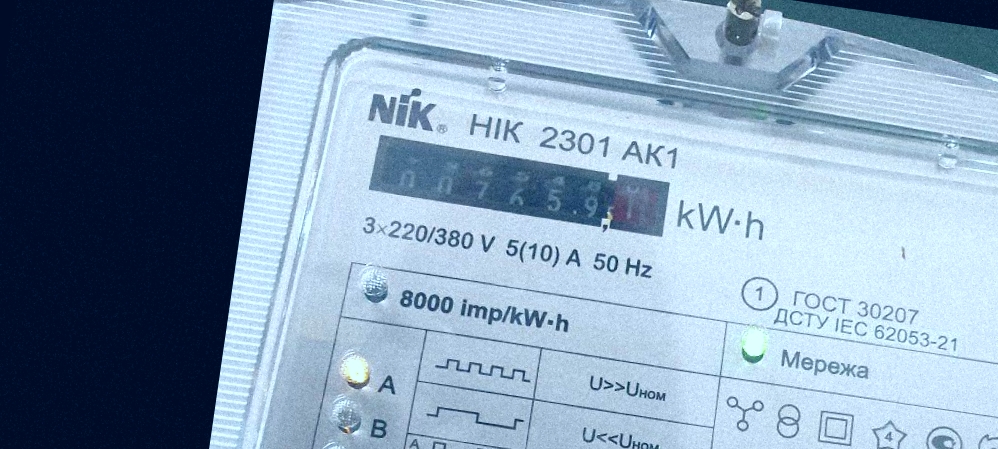 NiK® НІК 2301 АК1
kW·h
3×220/380 V 5(10) A 50 Hz
1 ГОСТ 30207
ДСТУ IEC 62053-21
8000 imp/kW·h
Мережа
A
U>>Uном
B
U<<Uном
4